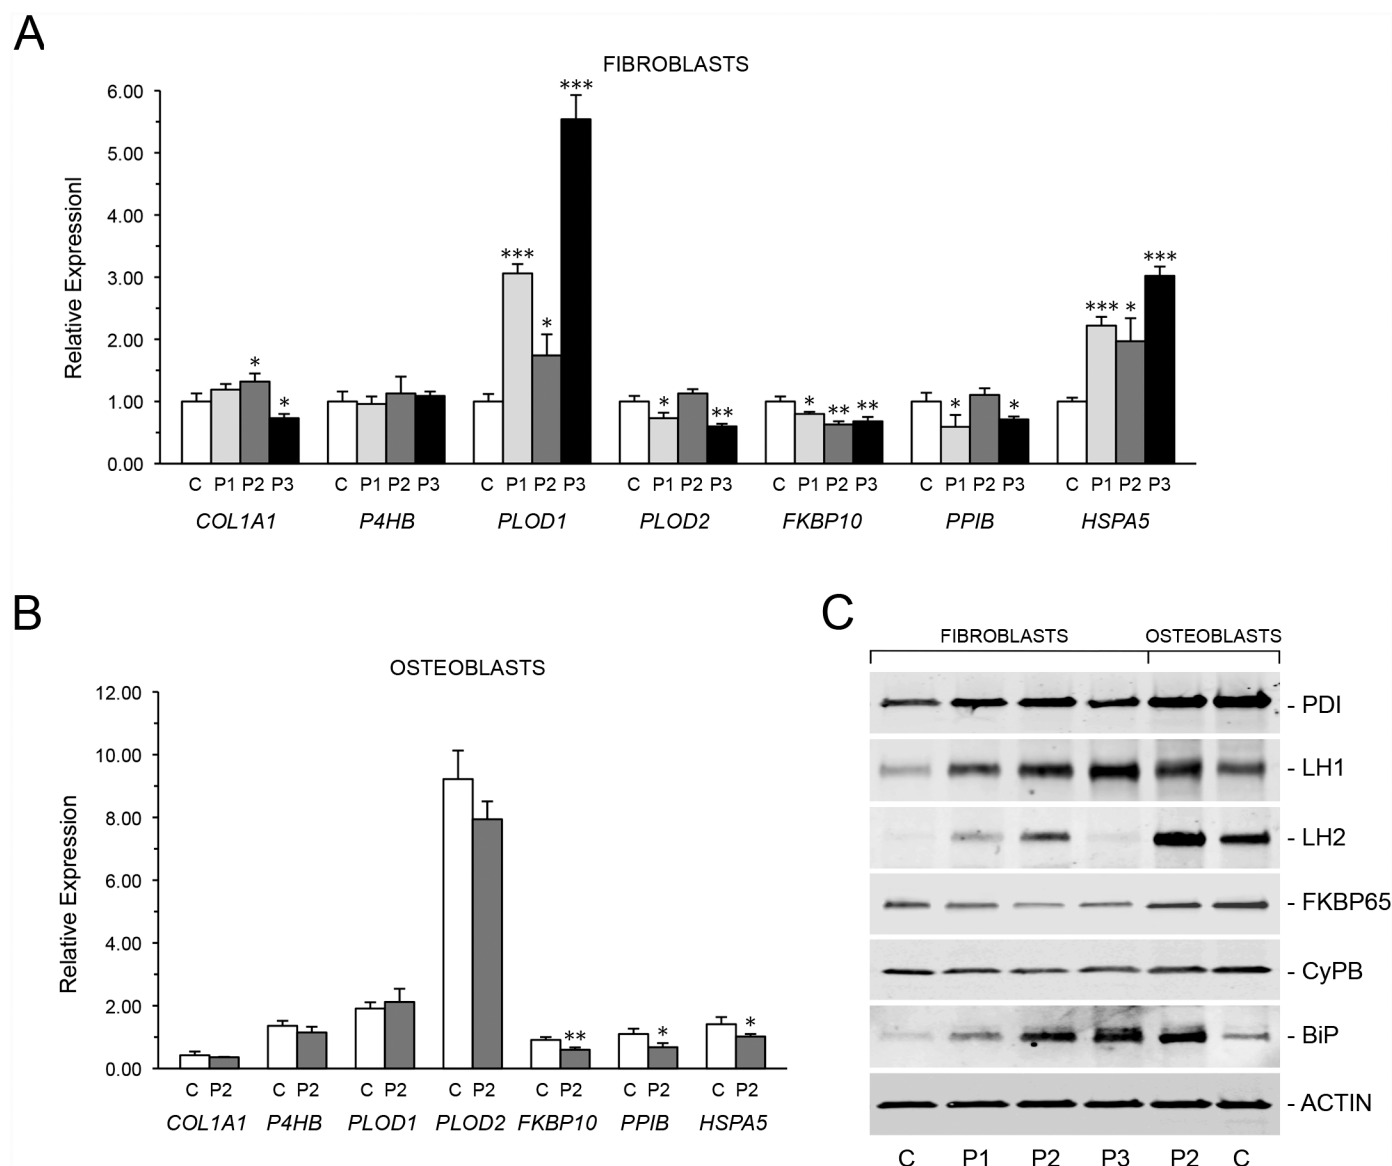 A
FIBROBLASTS
Relative Expressionl
6.00
5.00
4.00
3.00
2.00
1.00
0.00
* * *** * *** * ** * ** ** * * *** * ***
C P1 P2 P3 C P1 P2 P3 C P1 P2 P3 C P1 P2 P3 C P1 P2 P3 C P1 P2 P3 C P1 P2 P3
COL1A1 P4HB PLOD1 PLOD2 FKBP10 PPIB HSPA5
B
OSTEOBLASTS
Relative Expression
12.00
10.00
8.00
6.00
4.00
2.00
0.00
** * *
C P2 C P2 C P2 C P2 C P2 C P2 C P2
COL1A1 P4HB PLOD1 PLOD2 FKBP10 PPIB HSPA5
C
FIBROBLASTS OSTEOBLASTS
- PDI
- LH1
- LH2
- FKBP65
- CyPB
- BiP
- ACTIN
C P1 P2 P3 P2 C